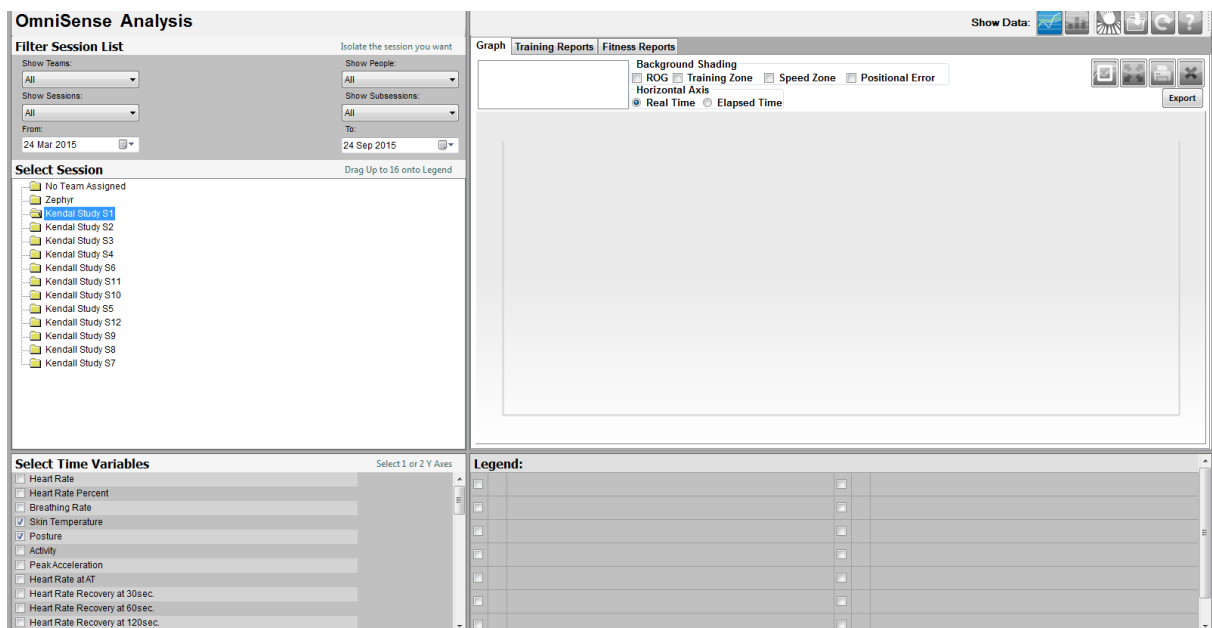 OmniSense Analysis
Show Data:
Filter Session List
Isolate the session you want
Show Teams:
Show People:
All
All
Show Sessions:
Show Subsessions:
All
All
From:
To:
24 Mar 2015
24 Sep 2015
Select Session
Drag Up to 16 onto Legend
No Team Assigned
Zephyr
Kendal Study S1
Kendal Study S2
Kendal Study S3
Kendal Study S4
Kendall Study S6
Kendall Study S11
Kendall Study S10
Kendal Study S5
Kendall Study S12
Kendall Study S9
Kendall Study S8
Kendall Study S7
Graph Training Reports Fitness Reports
Background Shading
ROG Training Zone Speed Zone Positional Error
Horizontal Axis
Real Time Elapsed Time
Export
Select Time Variables
Select 1 or 2 Y Axes
Heart Rate
Heart Rate Percent
Breathing Rate
Skin Temperature
Posture
Activity
Peak Acceleration
Heart Rate at AT
Heart Rate Recovery at 30sec.
Heart Rate Recovery at 60sec.
Heart Rate Recovery at 120sec.
Legend: